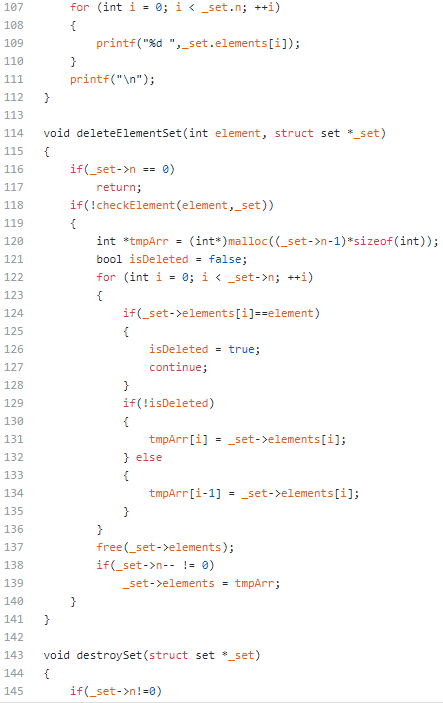 107 for (int i = 0; i < _set.n; ++i)
108 {
109 printf("%d ",_set.elements[i]);
110 }
111 printf("\n");
112 }
113
114 void deleteElementSet(int element, struct set *_set)
115 {
116 if(_set->n == 0)
117 return;
118 if(!checkElement(element,_set))
119 {
120 int *tmpArr = (int*)malloc((_set->n-1)*sizeof(int));
121 bool isDeleted = false;
122 for (int i = 0; i < _set->n; ++i)
123 {
124 if(_set->elements[i]==element)
125 {
126 isDeleted = true;
127 continue;
128 }
129 if(!isDeleted)
130 {
131 tmpArr[i] = _set->elements[i];
132 } else
133 {
134 tmpArr[i-1] = _set->elements[i];
135 }
136 }
137 free(_set->elements);
138 if(_set->n-- != 0)
139 _set->elements = tmpArr;
140 }
141 }
142
143 void destroySet(struct set *_set)
144 {
145 if(_set->n!=0)